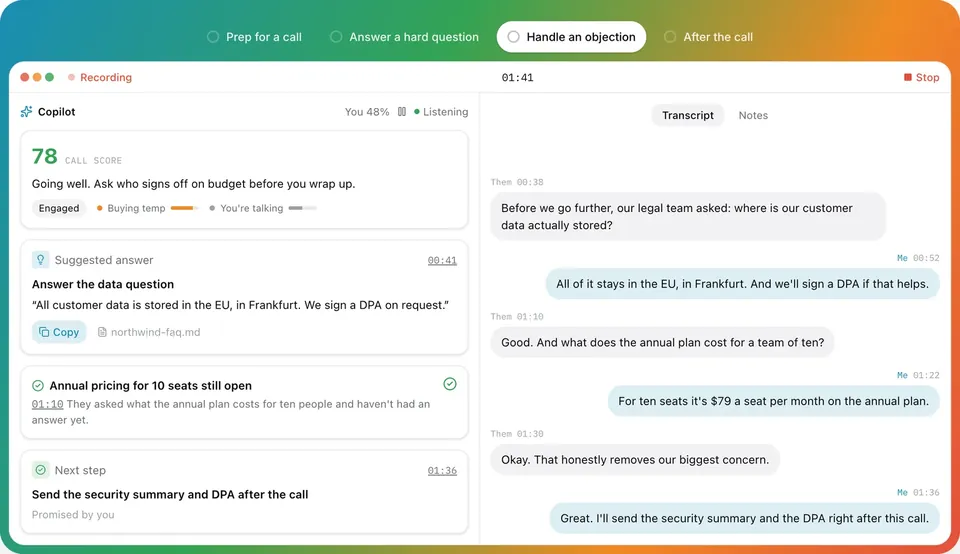 Prep for a call
Answer a hard question
Handle an objection
After the call
Recording
01:41
Stop
Copilot
You 48%
Listening
78 CALL SCORE
Going well. Ask who signs off on budget before you wrap up.
Engaged
Buying temp
You're talking
Suggested answer
00:41
Answer the data question
“All customer data is stored in the EU, in Frankfurt. We sign a DPA on request.”
Copy
northwind-faq.md
Annual pricing for 10 seats still open
01:10 They asked what the annual plan costs for ten people and haven't had an
answer yet.
Next step
01:36
Send the security summary and DPA after the call
Promised by you
Transcript
Notes
Them 00:38
Before we go further, our legal team asked: where is our customer
data actually stored?
Me 00:52
All of it stays in the EU, in Frankfurt. And we'll sign a DPA if that helps.
Them 01:10
Good. And what does the annual plan cost for a team of ten?
Me 01:22
For ten seats it's $79 a seat per month on the annual plan.
Them 01:30
Okay. That honestly removes our biggest concern.
Me 01:36
Great. I'll send the security summary and the DPA right after this call.